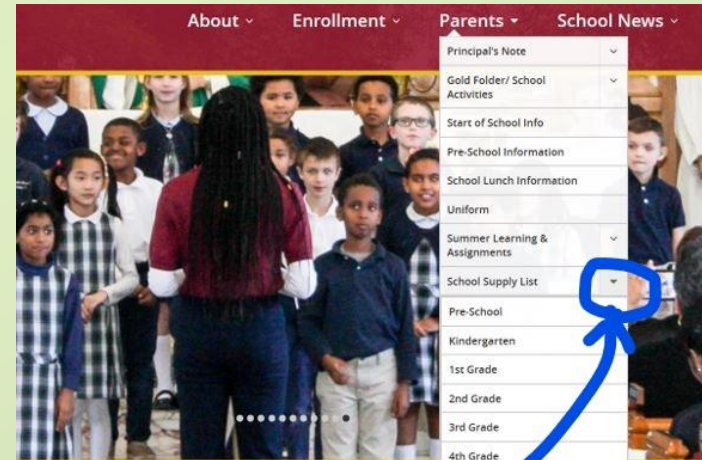 About Enrollment Parents School News
Principal's Note
Gold Folder/ School
Activities
Start of School Info
Pre-School Information
School Lunch Information
Uniform
Summer Learning &
Assignments
School Supply List
Pre-School
Kindergarten
1st Grade
2nd Grade
3rd Grade
4th Grade